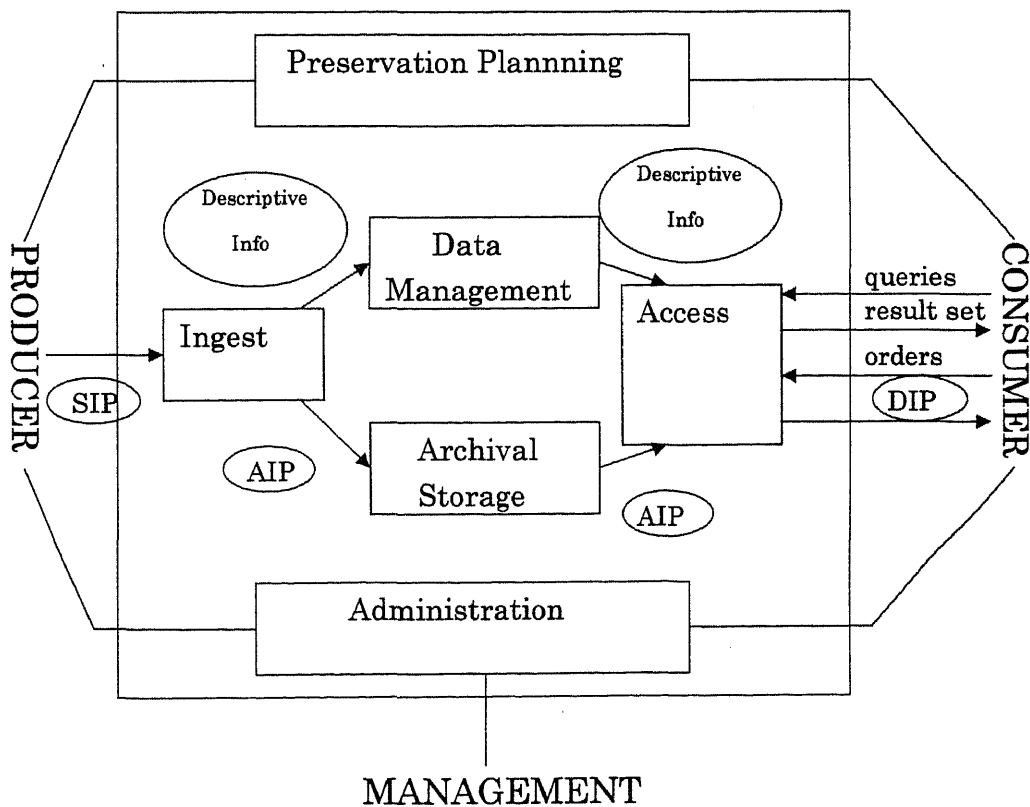 Preservation Plannning
Descriptive
Info
Descriptive
Info
Data
Management
PRODUCER
CONSUMER
Ingest
Access
queries
result set
orders
SIP
DIP
AIP
Archival
Storage
AIP
Administration
MANAGEMENT